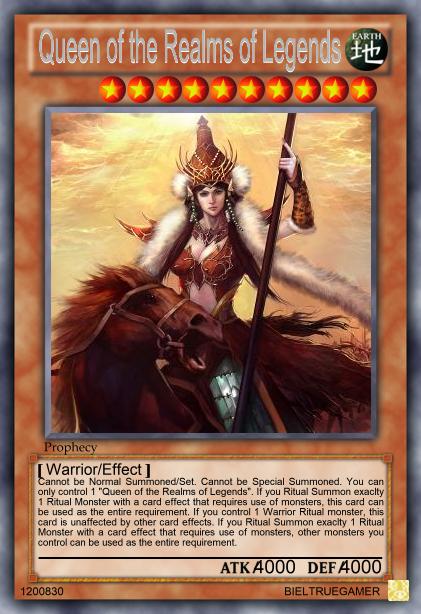 Queen of the Realms of Legends
EARTH
地
Prophecy
[ Warrior/Effect ]
Cannot be Normal Summoned/Set. Cannot be Special Summoned. You can
only control 1 "Queen of the Realms of Legends". If you Ritual Summon exaclty
1 Ritual Monster with a card effect that requires use of monsters, this card can
be used as the entire requirement. If you control 1 Warrior Ritual monster, this
card is unaffected by other card effects. If you Ritual Summon exaclty 1 Ritual
Monster with a card effect that requires use of monsters, other monsters you
control can be used as the entire requirement.
ATK 4000 DEF 4000
1200830 BIELTRUEGAMER